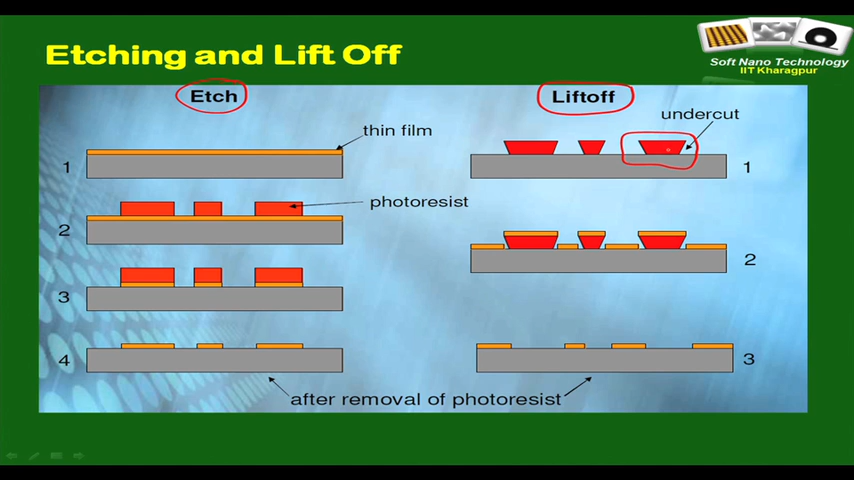 Etching and Lift Off
Soft Nano Technology
IIT Kharagpur
Etch
Liftoff
undercut
thin film
1
1
photoresist
2
2
3
4
3
after removal of photoresist